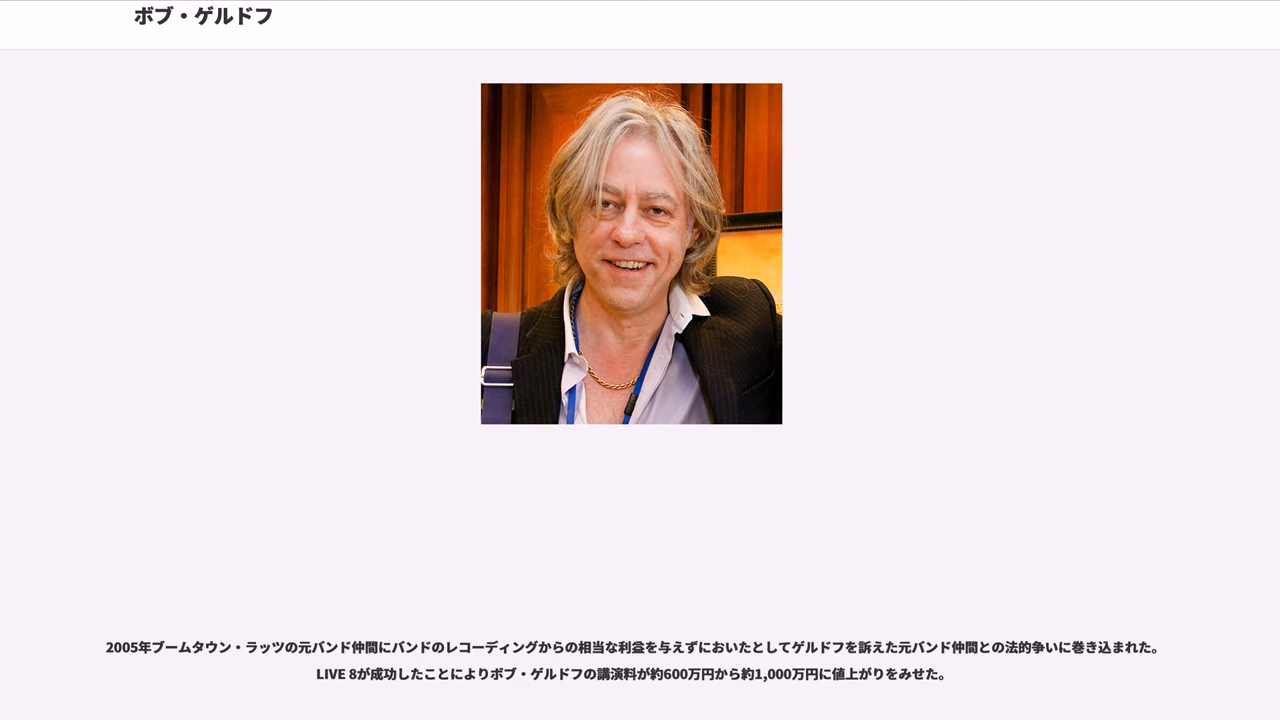 ボブ・ゲルドフ
2005年ブームタウン・ラッツの元バンド仲間にバンドのレコーディングからの相当な利益を与えずにおいたとしてゲルドフを訴えた元バンド仲間との法的争いに巻き込まれた。
LIVE 8が成功したことによりボブ・ゲルドフの講演料が約600万円から約1,000万円に値上がりをみせた。